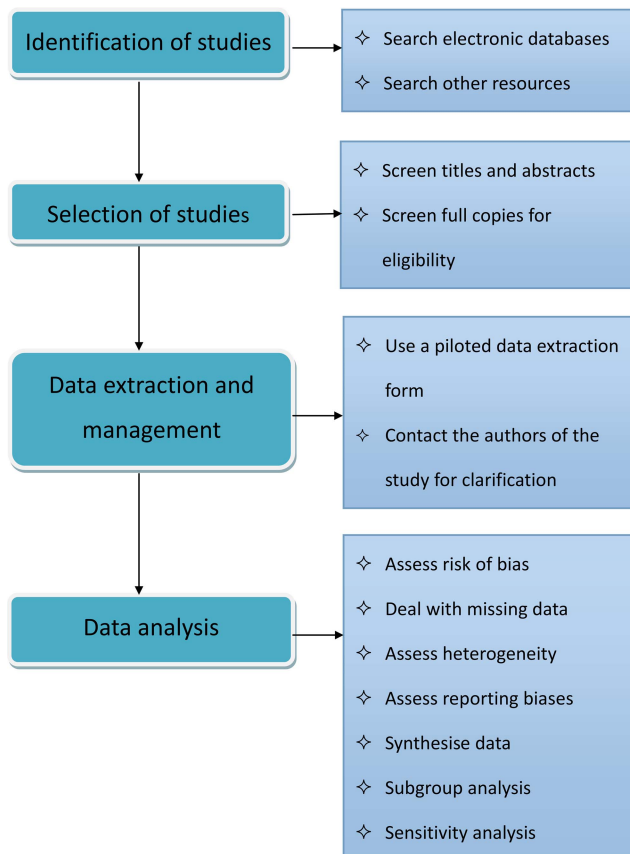 Identification of studies
✧ Search electronic databases
✧ Search other resources
Selection of studies
✧ Screen titles and abstracts
✧ Screen full copies for
eligibility
Data extraction and
management
✧ Use a piloted data extraction
form
✧ Contact the authors of the
study for clarification
Data analysis
✧ Assess risk of bias
✧ Deal with missing data
✧ Assess heterogeneity
✧ Assess reporting biases
✧ Synthesise data
✧ Subgroup analysis
✧ Sensitivity analysis